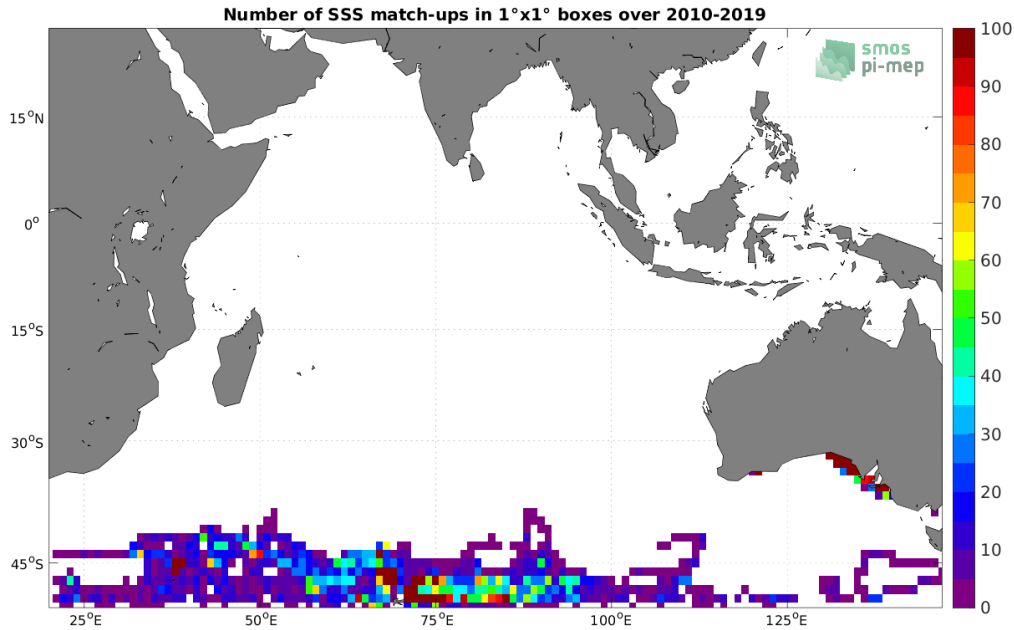 Number of SSS match-ups in 1°x1° boxes over 2010-2019
smos
pi-mep
100
90
80
70
60
50
40
30
20
10
0
15°N
0°
15°S
30°S
45°S
25°E
50°E
75°E
100°E
125°E